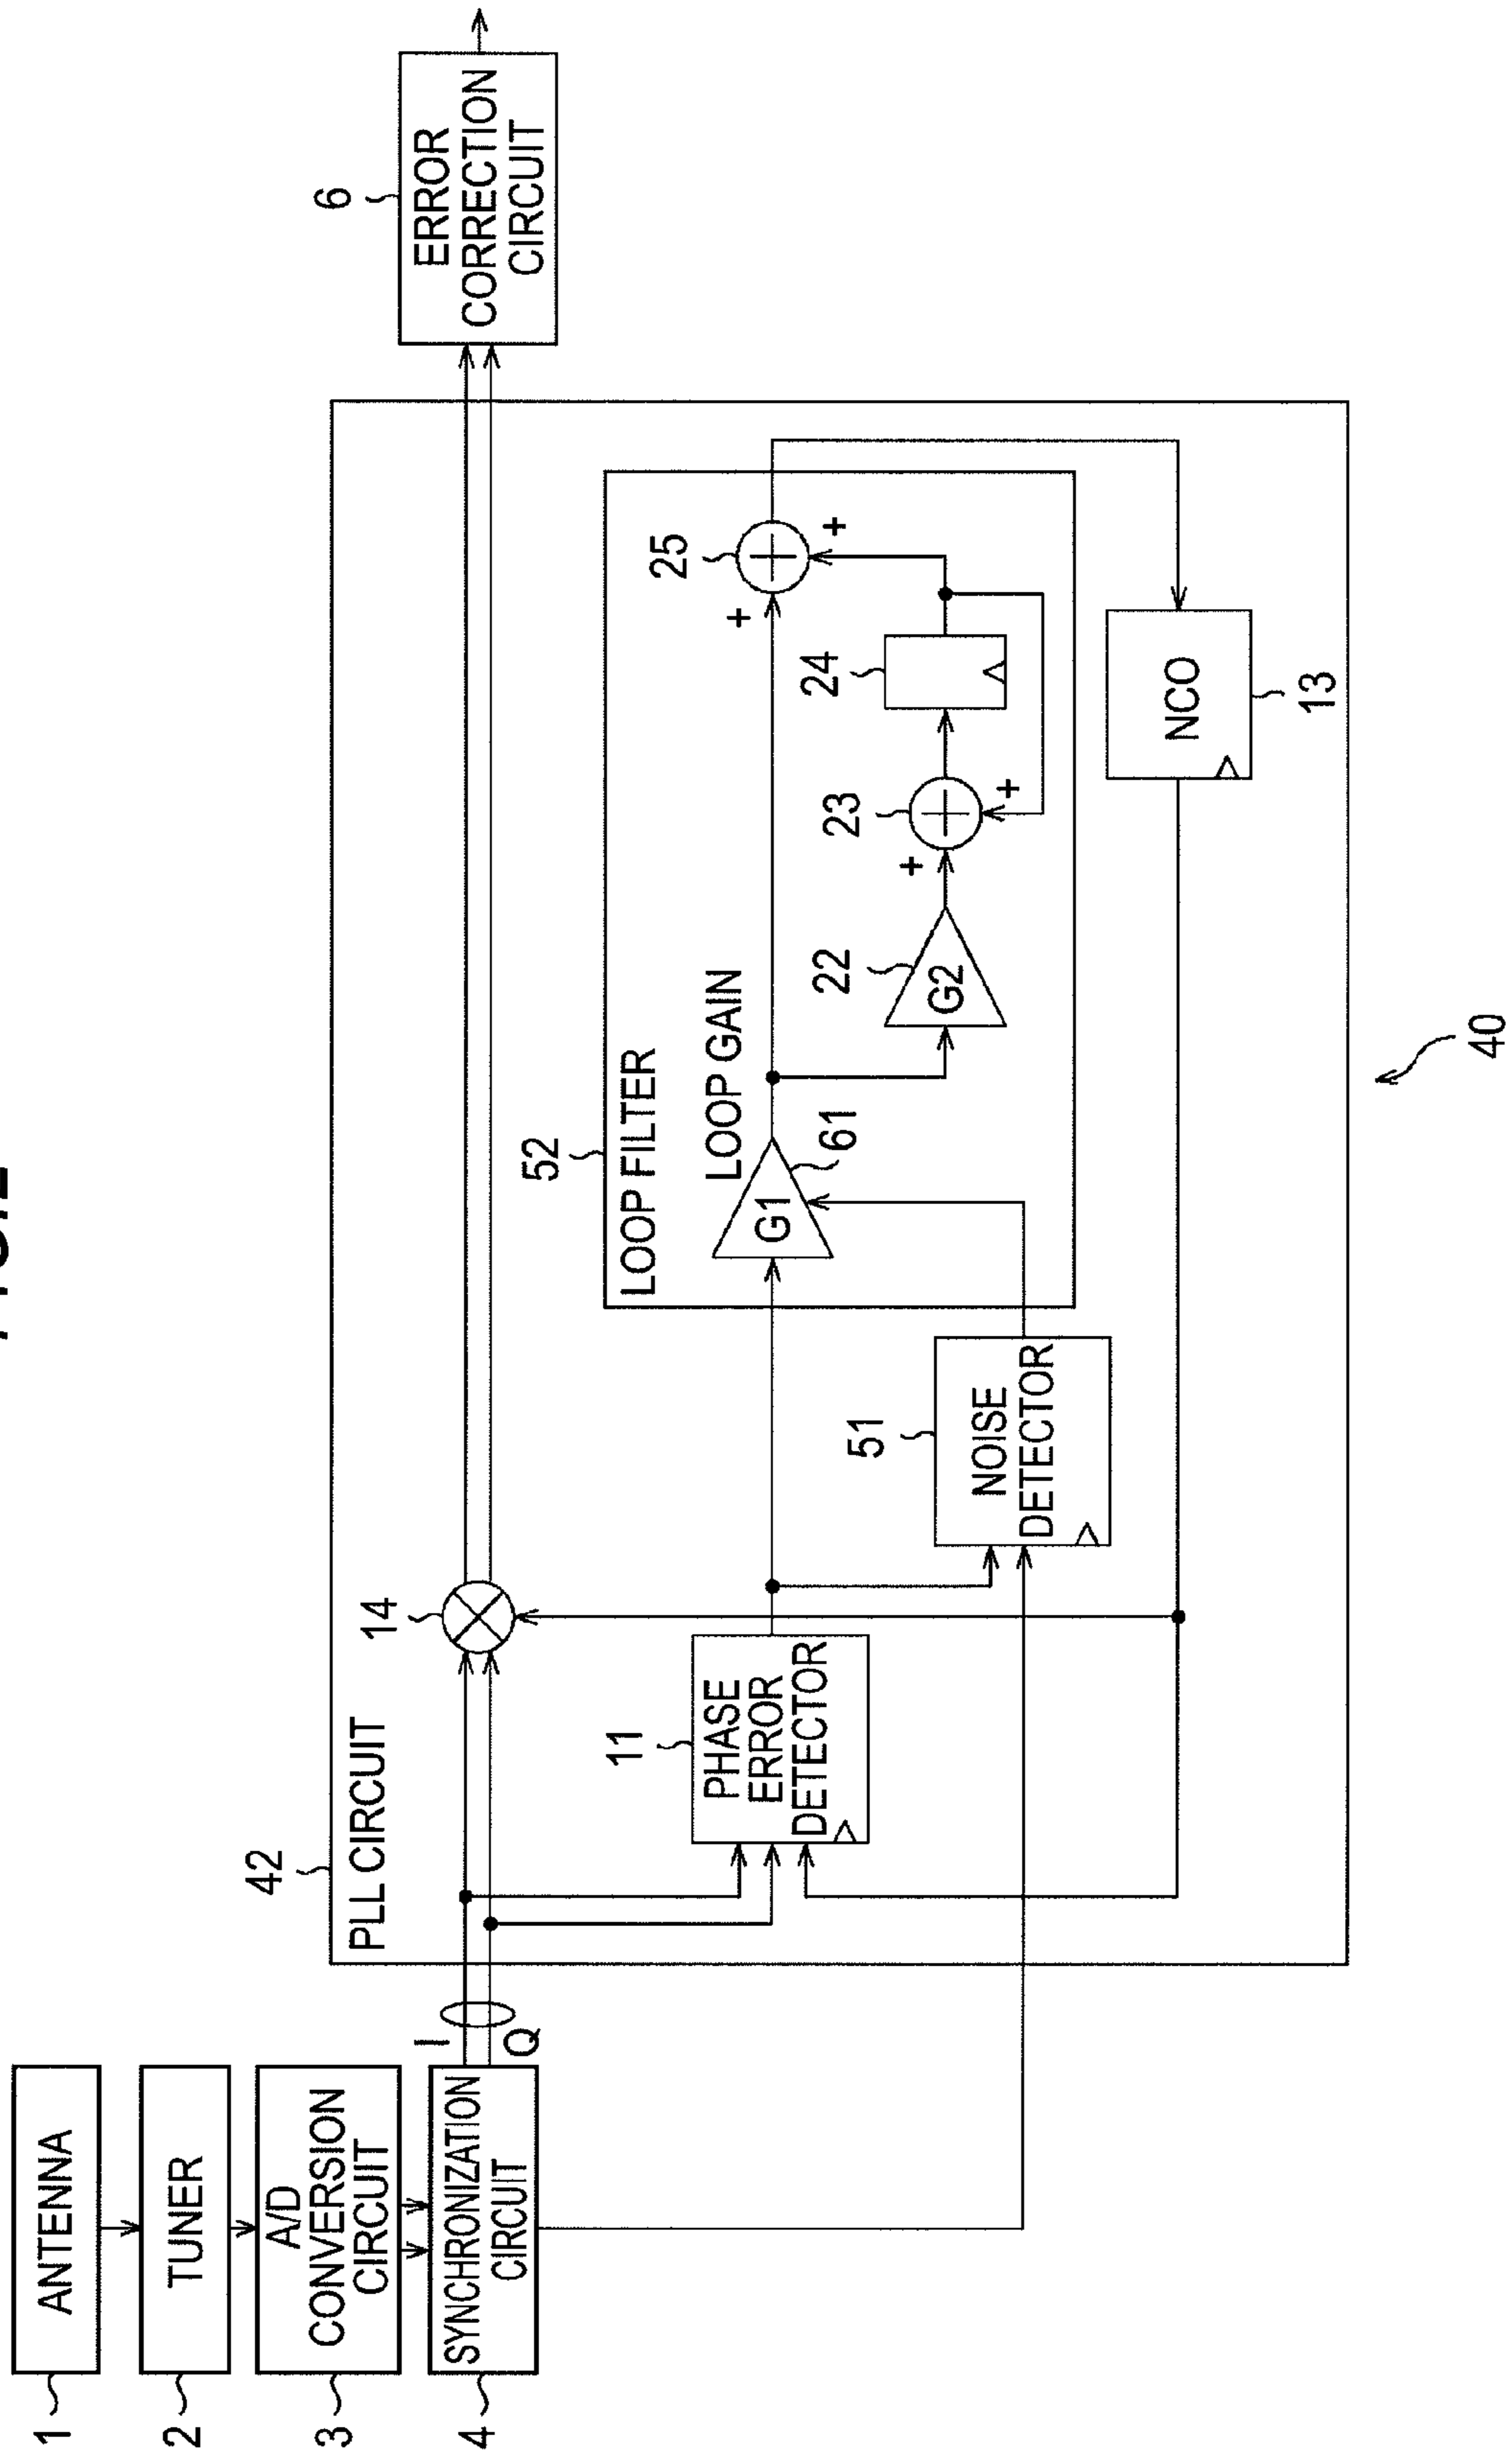 1
ANTENNA
2
TUNER
3
A/D
CONVERSION
CIRCUIT
4
SYNCHRONIZATION
CIRCUIT
I
Q
42
PLL CIRCUIT
14
11
PHASE
ERROR
DETECTOR
51
NOISE
DETECTOR
52
LOOP FILTER
LOOP GAIN
G1
61
22
G2
23
+
+
24
25
+
+
NCO
13
6
ERROR
CORRECTION
CIRCUIT
40